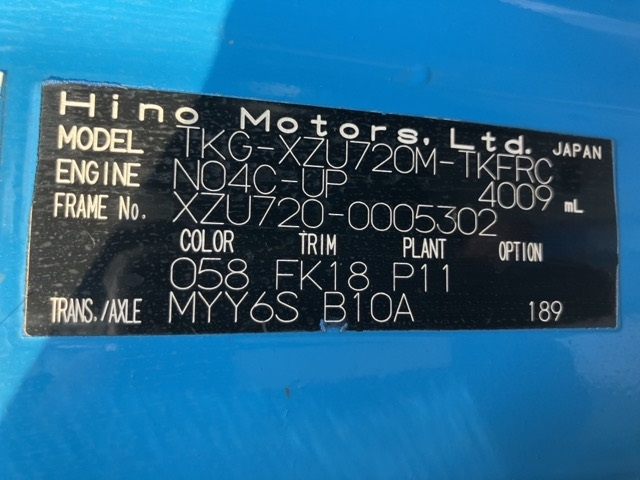 Hino Motors, Ltd. JAPAN
MODEL TKG-XZU720M-TKFRC
ENGINE N04C-UP 4009 mL
FRAME No. XZU720-0005302
COLOR TRIM PLANT OPTION
058 FK18 P11
TRANS./AXLE MYY6S B10A 189